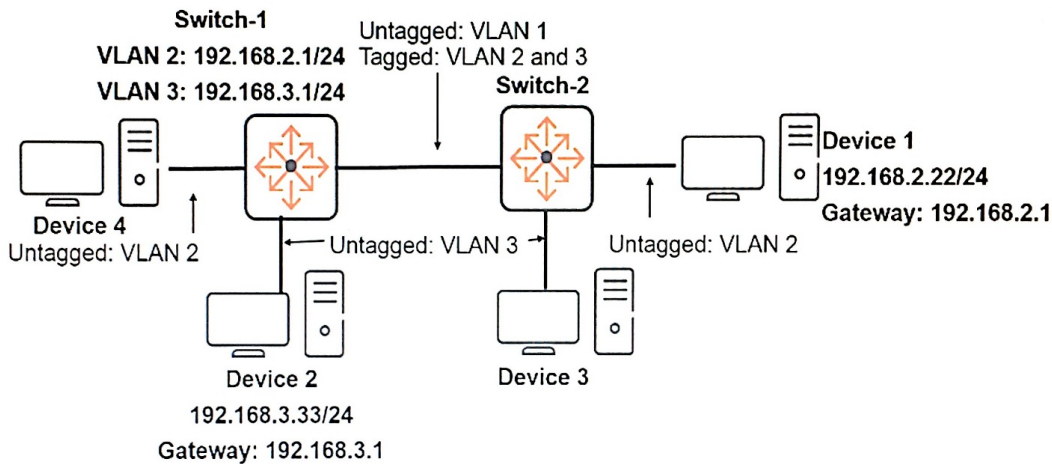 Switch-1
VLAN 2: 192.168.2.1/24
VLAN 3: 192.168.3.1/24
Untagged: VLAN 1
Tagged: VLAN 2 and 3
Switch-2
Device 1
192.168.2.22/24
Gateway: 192.168.2.1
Device 4
Untagged: VLAN 2
Untagged: VLAN 3
Untagged: VLAN 2
Device 2
192.168.3.33/24
Gateway: 192.168.3.1
Device 3